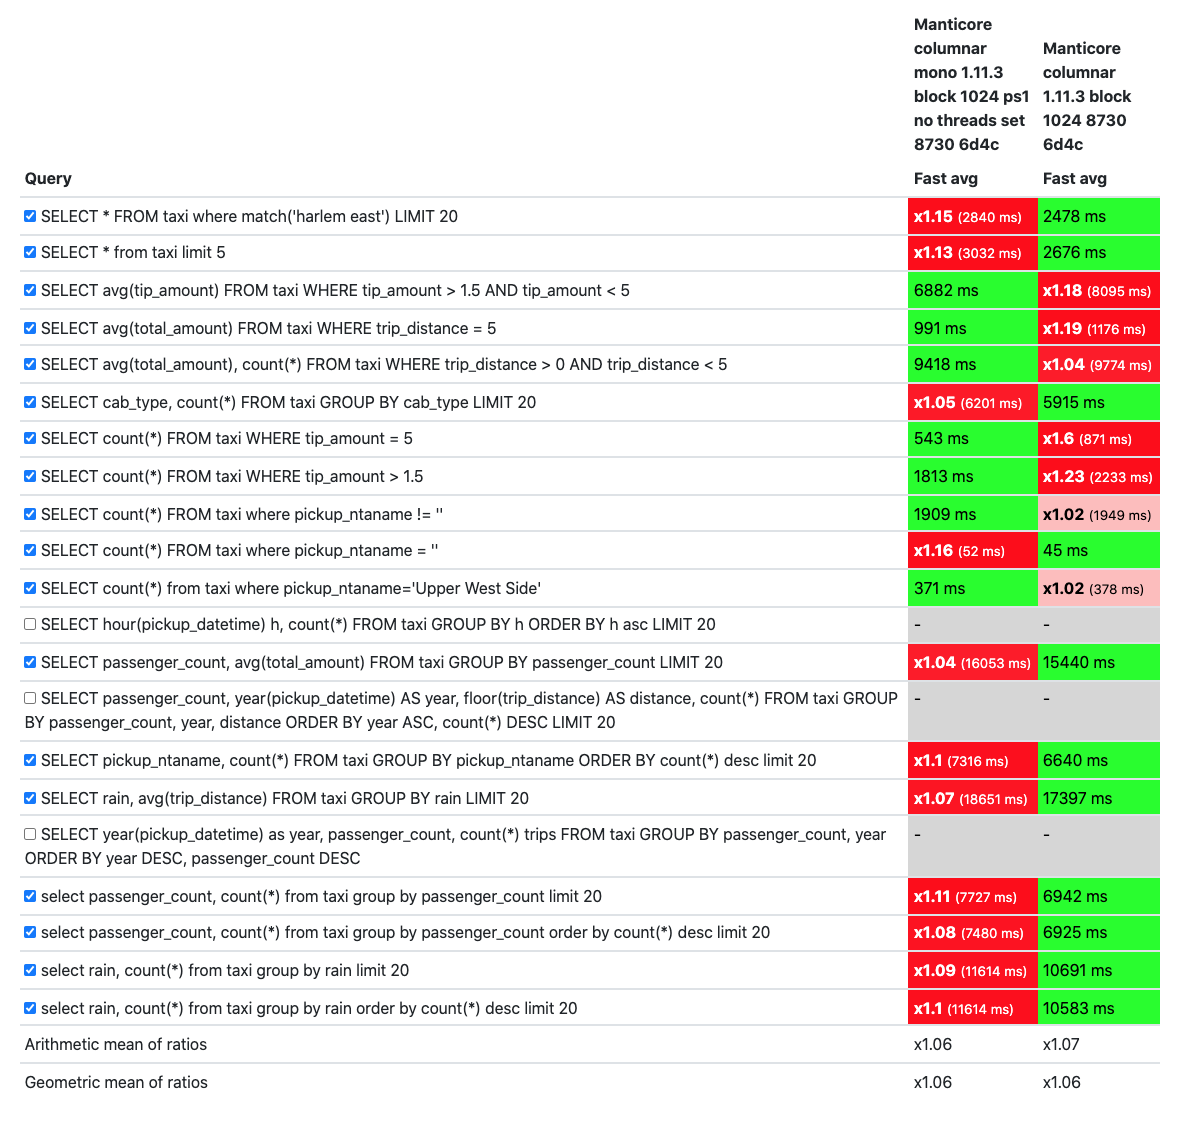 Manticore
columnar
mono 1.11.3
block 1024 ps1
no threads set
8730 6d4c
Manticore
columnar
1.11.3 block
1024 8730
6d4c
Query Fast avg Fast avg
SELECT * FROM taxi where match('harlem east') LIMIT 20 x1.15 (2840 ms) 2478 ms
SELECT * from taxi limit 5 x1.13 (3032 ms) 2676 ms
SELECT avg(tip_amount) FROM taxi WHERE tip_amount > 1.5 AND tip_amount < 5 6882 ms x1.18 (8095 ms)
SELECT avg(total_amount) FROM taxi WHERE trip_distance = 5 991 ms x1.19 (1176 ms)
SELECT avg(total_amount), count(*) FROM taxi WHERE trip_distance > 0 AND trip_distance < 5 9418 ms x1.04 (9774 ms)
SELECT cab_type, count(*) FROM taxi GROUP BY cab_type LIMIT 20 x1.05 (6201 ms) 5915 ms
SELECT count(*) FROM taxi WHERE tip_amount = 5 543 ms x1.6 (871 ms)
SELECT count(*) FROM taxi WHERE tip_amount > 1.5 1813 ms x1.23 (2233 ms)
SELECT count(*) FROM taxi where pickup_ntaname != '' 1909 ms x1.02 (1949 ms)
SELECT count(*) FROM taxi where pickup_ntaname = '' x1.16 (52 ms) 45 ms
SELECT count(*) from taxi where pickup_ntaname='Upper West Side' 371 ms x1.02 (378 ms)
SELECT hour(pickup_datetime) h, count(*) FROM taxi GROUP BY h ORDER BY h asc LIMIT 20 - -
SELECT passenger_count, avg(total_amount) FROM taxi GROUP BY passenger_count LIMIT 20 x1.04 (16053 ms) 15440 ms
SELECT passenger_count, year(pickup_datetime) AS year, floor(trip_distance) AS distance, count(*) FROM taxi GROUP - -
BY passenger_count, year, distance ORDER BY year ASC, count(*) DESC LIMIT 20
SELECT pickup_ntaname, count(*) FROM taxi GROUP BY pickup_ntaname ORDER BY count(*) desc limit 20 x1.1 (7316 ms) 6640 ms
SELECT rain, avg(trip_distance) FROM taxi GROUP BY rain LIMIT 20 x1.07 (18651 ms) 17397 ms
SELECT year(pickup_datetime) as year, passenger_count, count(*) trips FROM taxi GROUP BY passenger_count, year - -
ORDER BY year DESC, passenger_count DESC
select passenger_count, count(*) from taxi group by passenger_count limit 20 x1.11 (7727 ms) 6942 ms
select passenger_count, count(*) from taxi group by passenger_count order by count(*) desc limit 20 x1.08 (7480 ms) 6925 ms
select rain, count(*) from taxi group by rain limit 20 x1.09 (11614 ms) 10691 ms
select rain, count(*) from taxi group by rain order by count(*) desc limit 20 x1.1 (11614 ms) 10583 ms
Arithmetic mean of ratios x1.06 x1.07
Geometric mean of ratios x1.06 x1.06